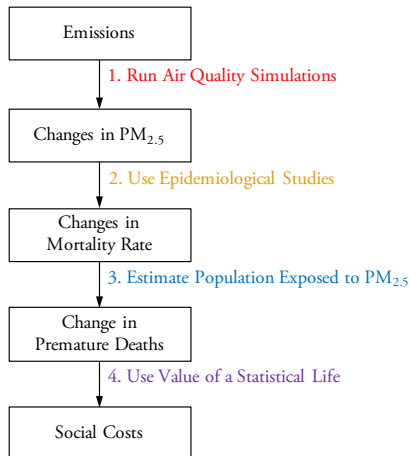 Emissions
1. Run Air Quality Simulations
Changes in PM₂.₅
2. Use Epidemiological Studies
Changes in
Mortality Rate
3. Estimate Population Exposed to PM₂.₅
Change in
Premature Deaths
4. Use Value of a Statistical Life
Social Costs